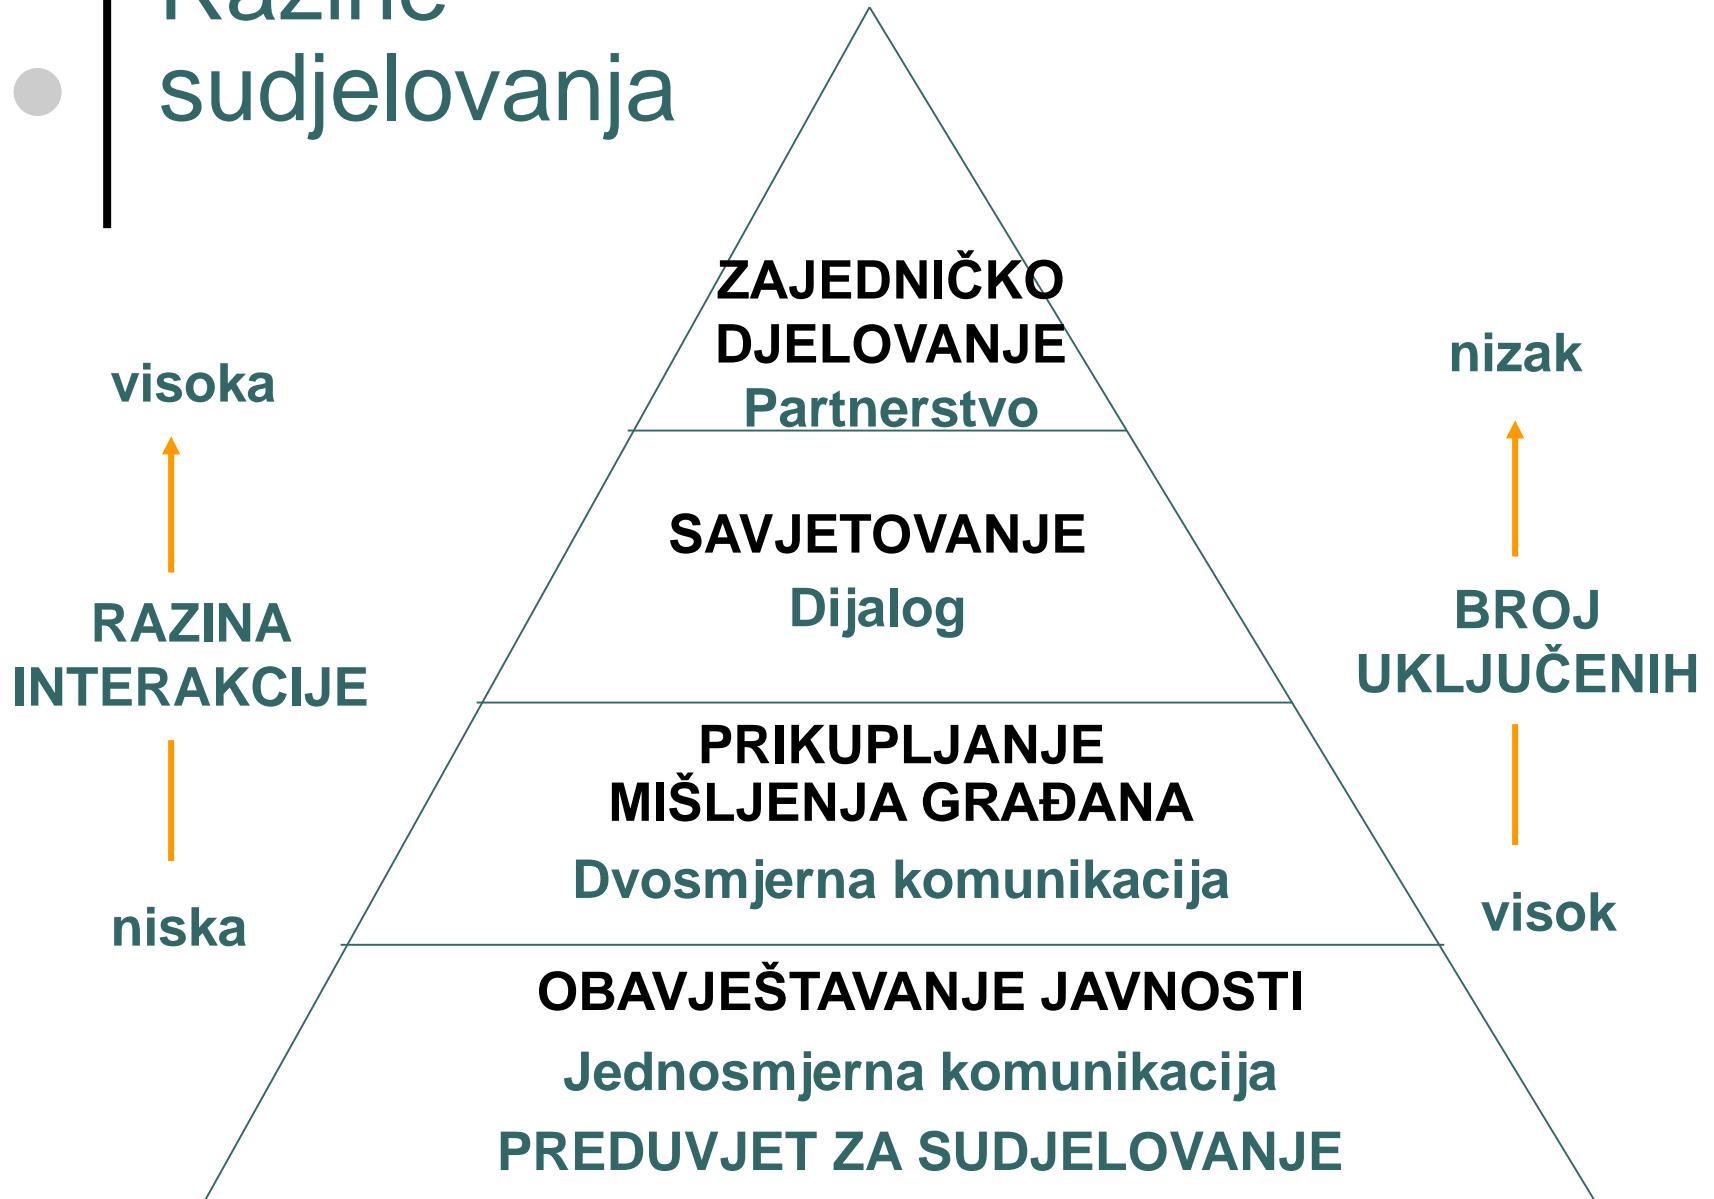 Razine
sudjelovanja
ZAJEDNIČKO
DJELOVANJE
Partnerstvo
visoka
nizak
SAVJETOVANJE
Dijalog
RAZINA
INTERAKCIJE
BROJ
UKLJUČENIH
PRIKUPLJANJE
MIŠLJENJA GRAĐANA
Dvosmjerna komunikacija
niska
visok
OBAVJEŠTAVANJE JAVNOSTI
Jednosmjerna komunikacija
PREDUVJET ZA SUDJELOVANJE